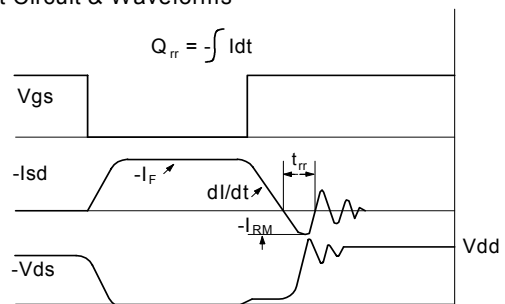 t Circuit & Waveforms
Q rr = -∫ Idt
Vgs
-Isd
-I F
dI/dt
t rr
-I RM
Vdd
-Vds